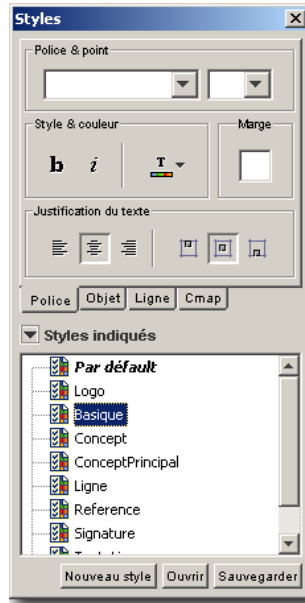 Styles
Police & point
Style & couleur
Marge
b i T
Justification du texte
Police Objet Ligne Cmap
Styles indiqués
Par défault
Logo
Basique
Concept
ConceptPrincipal
Ligne
Reference
Signature
Nouveau style Ouvrir Sauvegarder